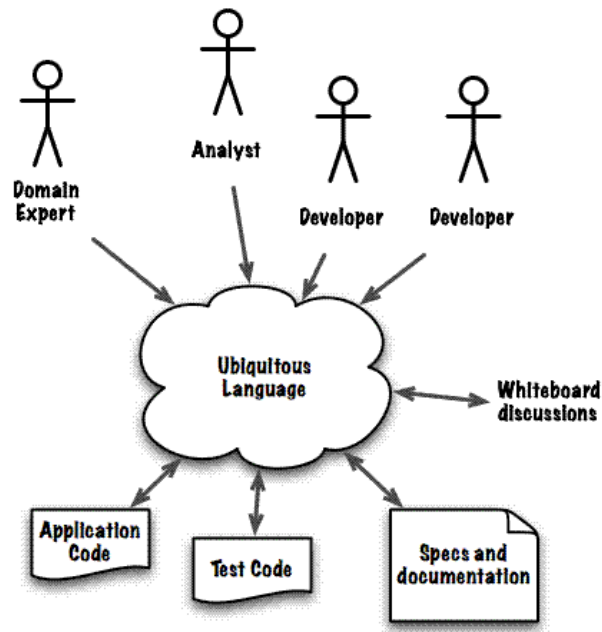 Analyst
Domain
Expert
Developer
Developer
Ubiquitous
Language
Whiteboard
discussions
Application
Code
Test Code
Specs and
documentation